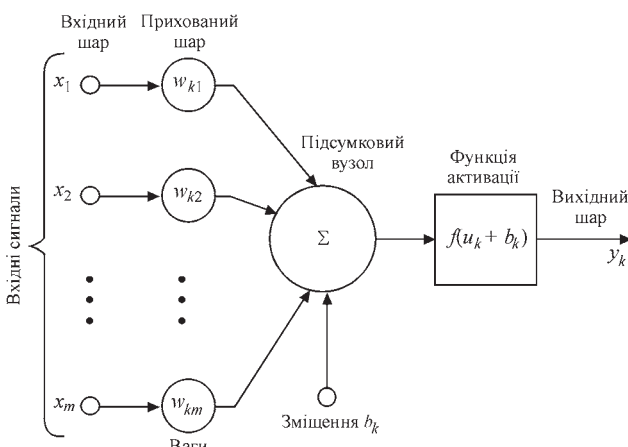 Вхідний
шар
Прихований
шар
Вхідні сигнали
x1
wk1
x2
wk2
xm
wkm
Ваги
Підсумковий
вузол
Σ
Зміщення bk
Функція
активації
f(uk + bk)
Вихідний
шар
yk